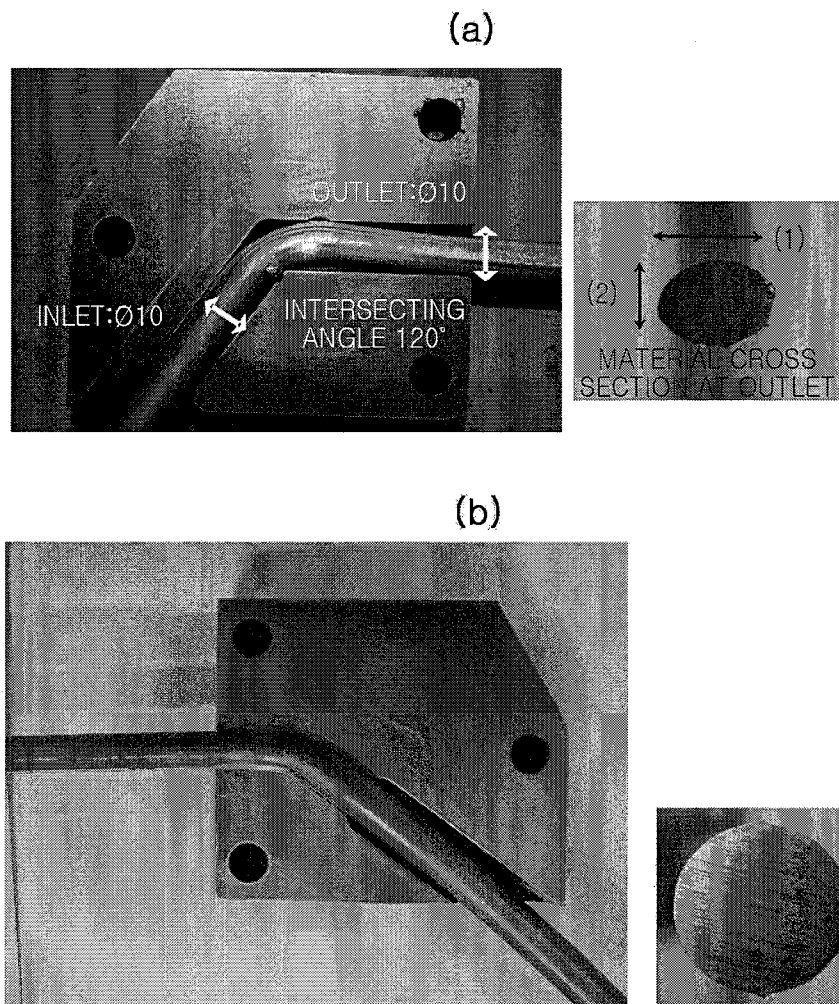 (a)
OUTLET:Ø10
INLET:Ø10
INTERSECTING
ANGLE 120°
(1)
(2)
MATERIAL CROSS
SECTION AT OUTLET
(b)